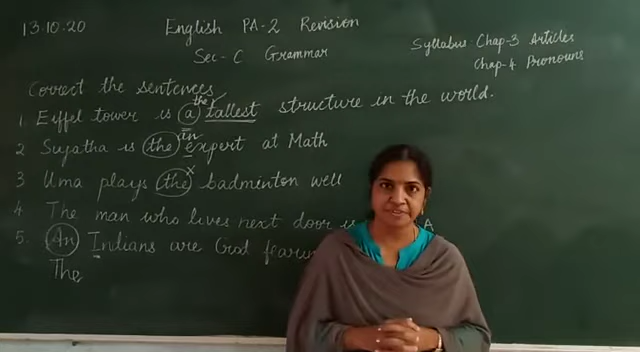 13.10.20
English PA-2 Revision
Sec-C Grammar
Syllabus Chap-3 Articles
Chap-4 Pronouns
Correct the sentences
the
1. Eiffel tower is a tallest structure in the world.
an
2 Sujatha is the expert at Math
x
3 Uma plays the badminton well
4. The man who lives next door is A
5. An Indians are God
The